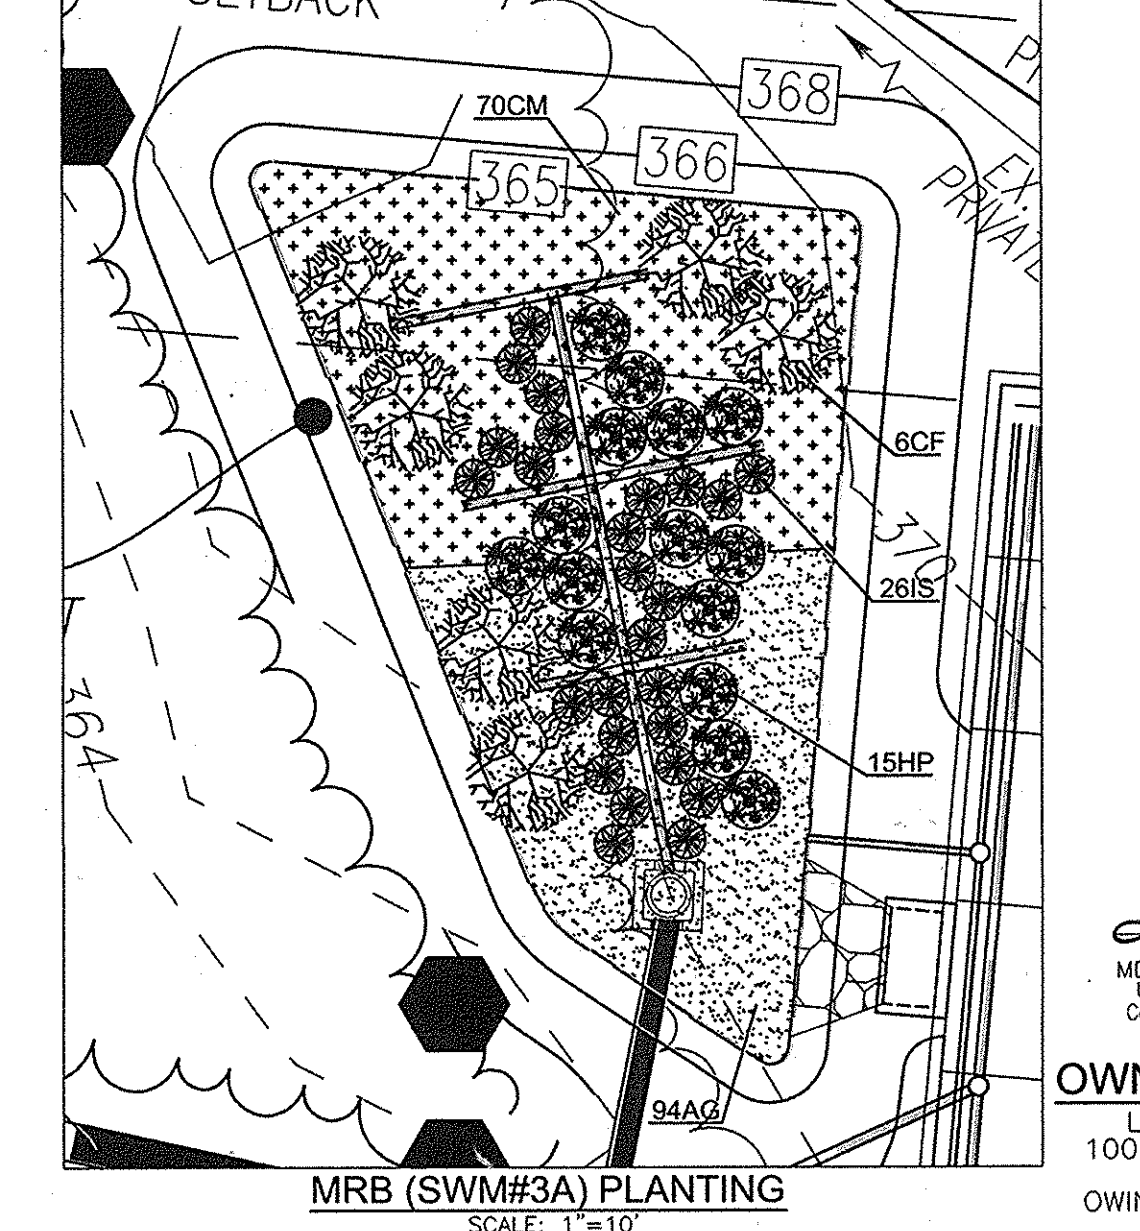 SETBACK
368
70CM
366
365
EX.
6CF
370
26IS
364
15HP
94AG
OWN
100
MRB (SWM#3A) PLANTING
OWIN
SCALE: 1"=10'